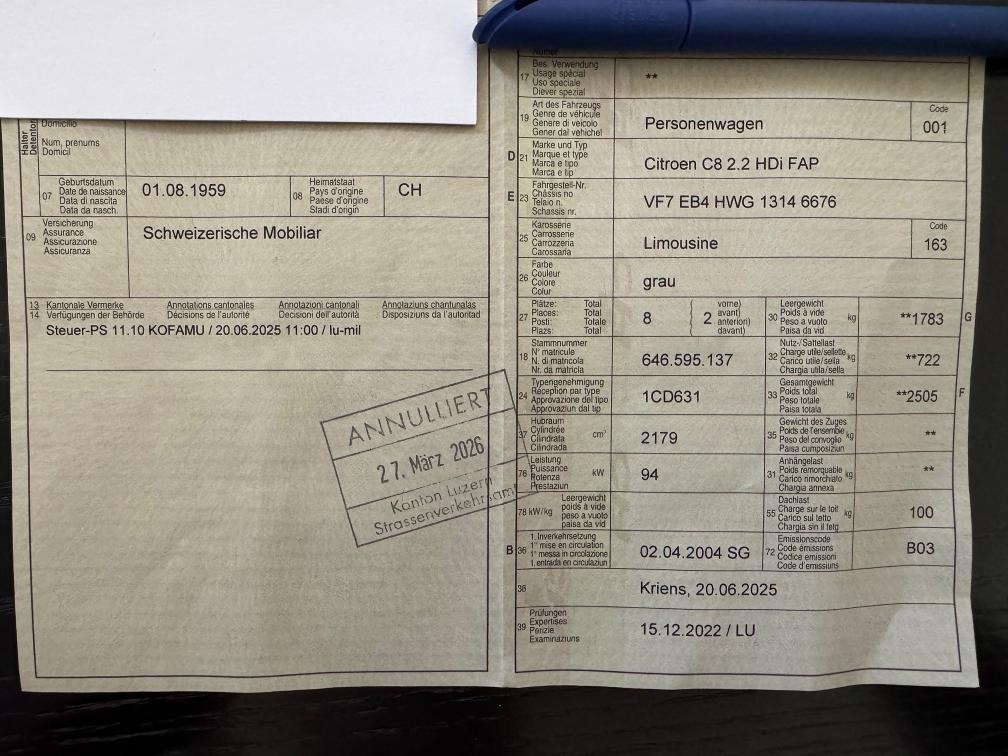 Halter
Detentor
Domicilio
Num, prenums
Domicil
07
Geburtsdatum
Date de naissance
Data di nascita
Data da nasch.
01.08.1959
08
Heimatstaat
Pays d'origine
Paese d'origine
Stadi d'origin
CH
09
Versicherung
Assurance
Assicurazione
Assicuranza
Schweizerische Mobiliar
13 Kantonale Vermerke Annotations cantonales Annotazioni cantonali Annotaziuns chantunalas
14 Verfügungen der Behörde Décisions de l'autorité Decisioni dell'autorità Disposiziuns da l'autoritad
Steuer-PS 11.10 KOFAMU / 20.06.2025 11:00 / lu-mil
ANNULLIERT
27. März 2026
Kanton Luzern
Strassenverkehrsamt
17
Bes. Verwendung
Usage spécial
Uso speciale
Diever spezial
**
19
Art des Fahrzeugs
Genre de véhicule
Genere di veicolo
Gener dal vehichel
Personenwagen
Code
001
D 21
Marke und Typ
Marque et type
Marca e tipo
Marca e tip
Citroen C8 2.2 HDi FAP
E 23
Fahrgestell-Nr.
Châssis no
Telaio n.
Schassis nr.
VF7 EB4 HWG 1314 6676
25
Karosserie
Carrosserie
Carrozzeria
Carossaria
Limousine
Code
163
26
Farbe
Couleur
Colore
Colur
grau
27
Plätze: Total
Places: Total
Posti: Totale
Plazs: Total
8
2
vorne)
avant)
anteriori)
davant)
30
Leergewicht
Poids à vide
Peso a vuoto
Paisa da vid
kg
**1783
G
18
Stammnummer
N° matricule
N. di matricola
Nr. da matricla
646.595.137
32
Nutz-/Sattellast
Charge utile/sellette
Carico utile/sella
Chargia utila/sella
kg
**722
24
Typengenehmigung
Réception par type
Approvazione del tipo
Approvaziun dal tip
1CD631
33
Gesamtgewicht
Poids total
Peso totale
Paisa totala
kg
**2505
F
37
Hubraum
Cylindrée
Cilindrata
Cilindrada
cm³
2179
35
Gewicht des Zuges
Poids de l'ensemble
Peso del convoglio
Paisa cumposiziun
kg
**
76
Leistung
Puissance
Potenza
Prestaziun
kW
94
31
Anhängelast
Poids remorquable
Carico rimorchiato
Chargia annexa
kg
**
78 kW/kg
Leergewicht
poids à vide
peso a vuoto
paisa da vid
55
Dachlast
Charge sur le toit
Carico sul tetto
Chargia sin il tetg
kg
100
B 36
1. Inverkehrsetzung
1re mise en circulation
1a messa in circolazione
1. entrada en circulaziun
02.04.2004 SG
72
Emissionscode
Code émissions
Codice emissioni
Code d'emissiuns
B03
38
Kriens, 20.06.2025
39
Prüfungen
Expertises
Perizie
Examinaziuns
15.12.2022 / LU